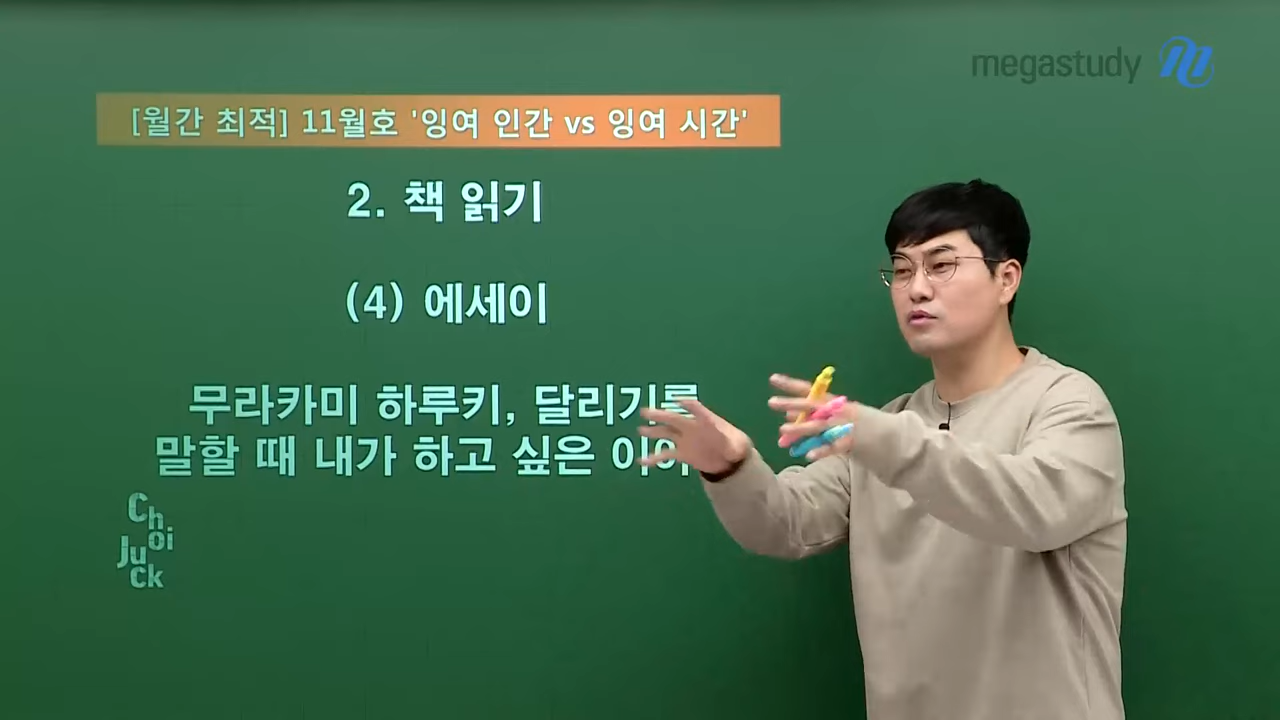 megastudy
[월간 최적] 11월호 '잉여 인간 vs 잉여 시간'
2. 책 읽기
(4) 에세이
무라카미 하루키, 달리기를
말할 때 내가 하고 싶은
Choi
Juck